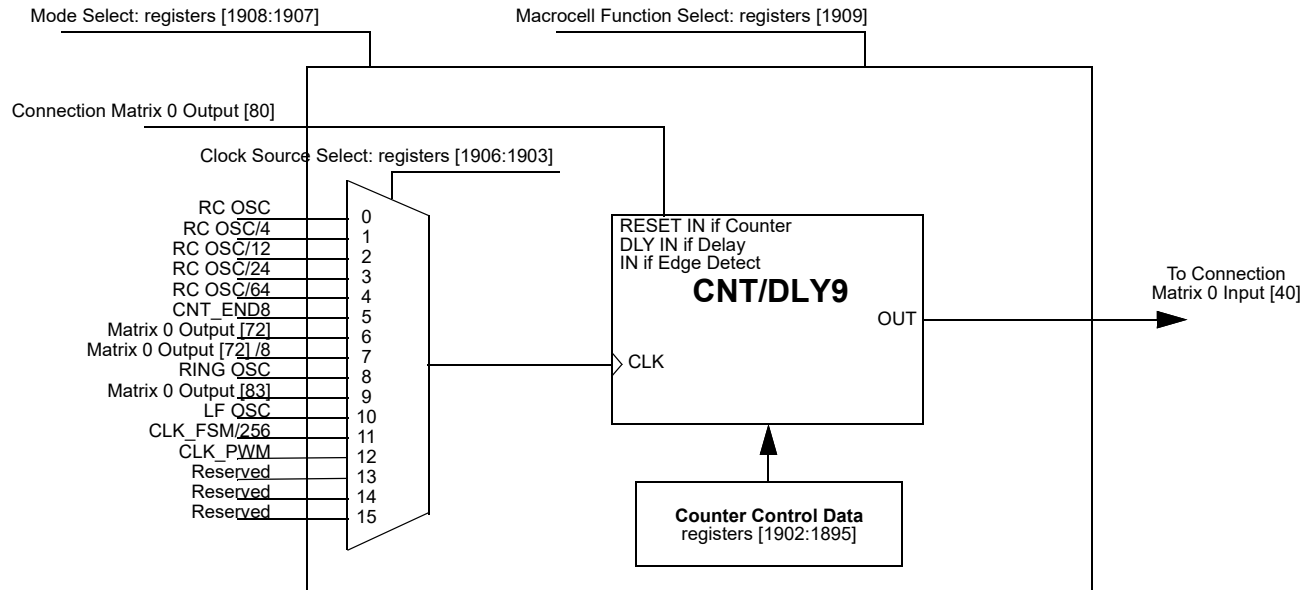 Mode Select: registers [1908:1907]
Macrocell Function Select: registers [1909]
Connection Matrix 0 Output [80]
Clock Source Select: registers [1906:1903]
RC OSC 0
RC OSC/4 1
RC OSC/12 2
RC OSC/24 3
RC OSC/64 4
CNT_END8 5
Matrix 0 Output [72] 6
Matrix 0 Output [72] /8 7
RING OSC 8
Matrix 0 Output [83] 9
LF OSC 10
CLK_FSM/256 11
CLK_PWM 12
Reserved 13
Reserved 14
Reserved 15
RESET IN if Counter
DLY IN if Delay
IN if Edge Detect
CNT/DLY9
OUT
CLK
To Connection
Matrix 0 Input [40]
Counter Control Data
registers [1902:1895]